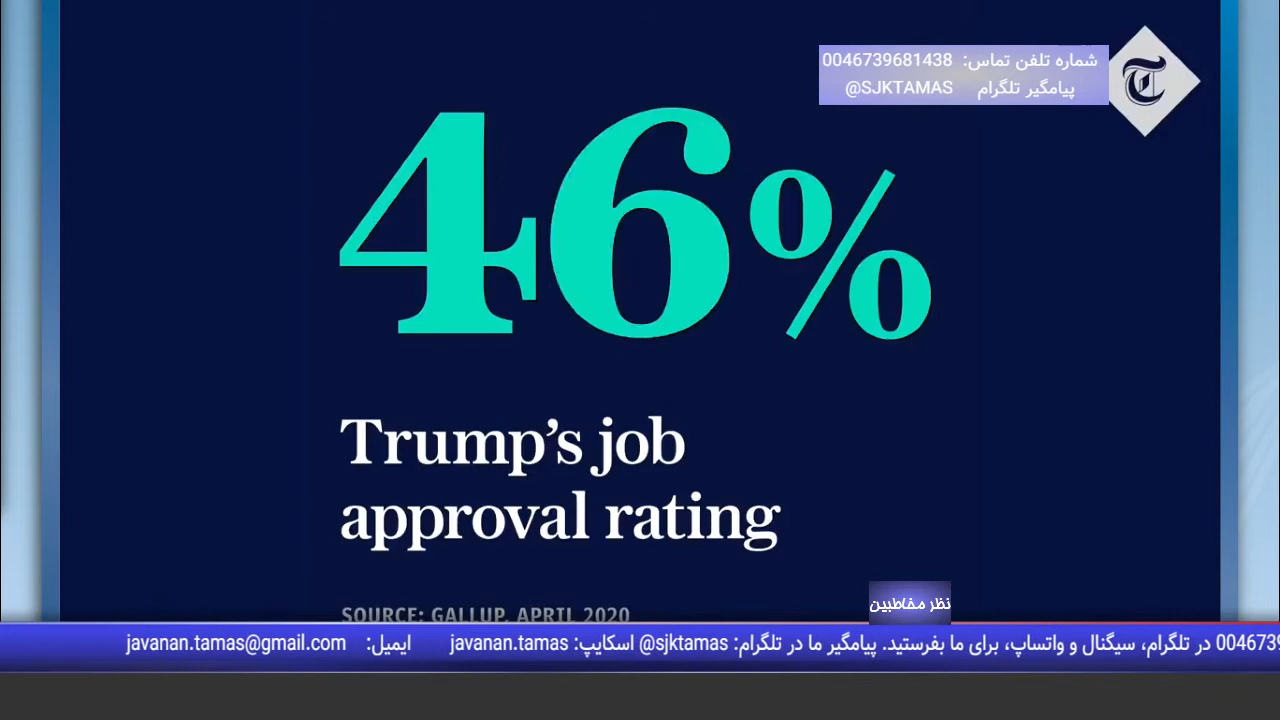 شماره تلفن تماس: 0046739681438
پیامگیر تلگرام @SJKTAMAS
46%
Trump's job
approval rating
SOURCE: GALLUP, APRIL 2020
نظر مخاطبین
در تلگرام، سیگنال و واتساپ، برای ما بفرستید. پیامگیر ما در تلگرام: @sjktamas اسکایپ: javanan.tamas ایمیل: javanan.tamas@gmail.com